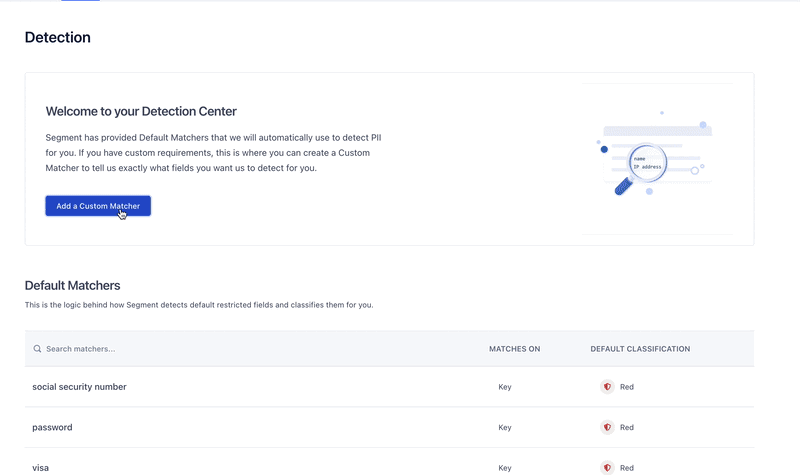 Detection
Welcome to your Detection Center
Segment has provided Default Matchers that we will automatically use to detect PII
for you. If you have custom requirements, this is where you can create a Custom
Matcher to tell us exactly what fields you want us to detect for you.
name
IP address
Add a Custom Matcher
Default Matchers
This is the logic behind how Segment detects default restricted fields and classifies them for you.
Search matchers... MATCHES ON DEFAULT CLASSIFICATION
social security number Key Red
password Key Red
visa Key Red